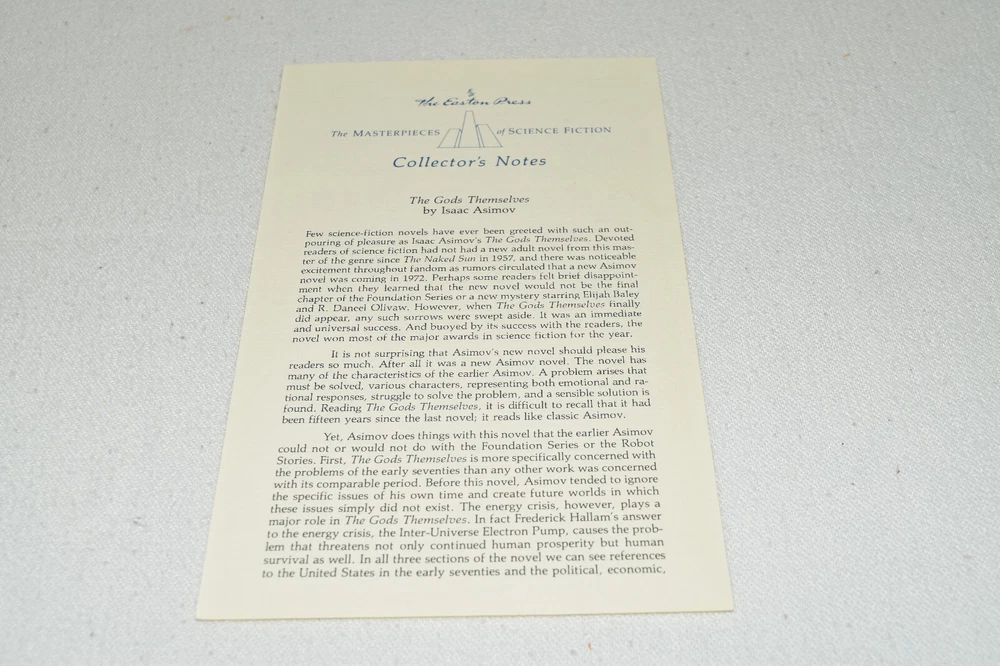 The Easton Press
The MASTERPIECES of SCIENCE FICTION
Collector's Notes
The Gods Themselves
by Isaac Asimov
Few science-fiction novels have ever been greeted with such an out-
pouring of pleasure as Isaac Asimov's The Gods Themselves. Devoted
readers of science fiction had not had a new adult novel from this mas-
ter of the genre since The Naked Sun in 1957, and there was noticeable
excitement throughout fandom as rumors circulated that a new Asimov
novel was coming in 1972. Perhaps some readers felt brief disappoint-
ment when they learned that the new novel would not be the final
chapter of the Foundation Series or a new mystery starring Elijah Baley
and R. Daneel Olivaw. However, when The Gods Themselves finally
did appear, any such sorrows were swept aside. It was an immediate
and universal success. And buoyed by its success with the readers, the
novel won most of the major awards in science fiction for the year.
It is not surprising that Asimov's new novel should please his
readers so much. After all it was a new Asimov novel. The novel has
many of the characteristics of the earlier Asimov. A problem arises that
must be solved, various characters, representing both emotional and ra-
tional responses, struggle to solve the problem, and a sensible solution is
found. Reading The Gods Themselves, it is difficult to recall that it had
been fifteen years since the last novel; it reads like classic Asimov.
Yet, Asimov does things with this novel that the earlier Asimov
could not or would not do with the Foundation Series or the Robot
Stories. First, The Gods Themselves is more specifically concerned with
the problems of the early seventies than any other work was concerned
with its comparable period. Before this novel, Asimov tended to ignore
the specific issues of his own time and create future worlds in which
these issues simply did not exist. The energy crisis, however, plays a
major role in The Gods Themselves. In fact Frederick Hallam's answer
to the energy crisis, the Inter-Universe Electron Pump, causes the prob-
lem that threatens not only continued human prosperity but human
survival as well. In all three sections of the novel we can see references
to the United States in the early seventies and the political, economic,